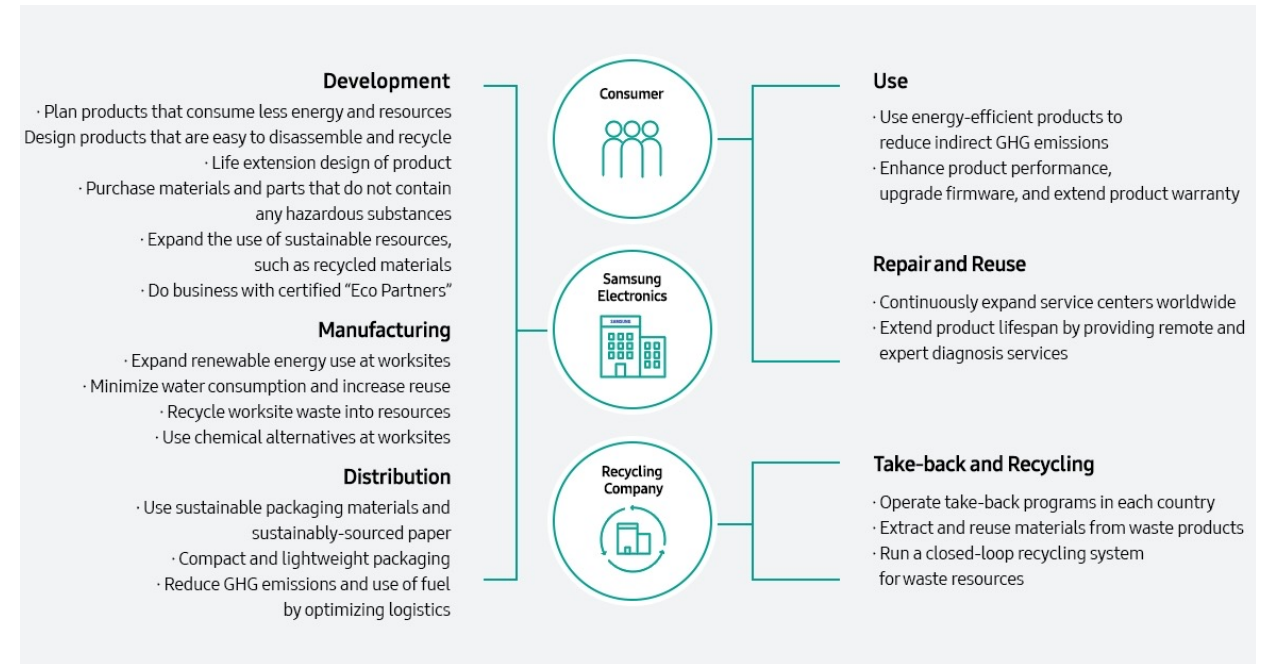 Development
· Plan products that consume less energy and resources
Design products that are easy to disassemble and recycle
· Life extension design of product
· Purchase materials and parts that do not contain
any hazardous substances
· Expand the use of sustainable resources,
such as recycled materials
· Do business with certified “Eco Partners”
Manufacturing
· Expand renewable energy use at worksites
· Minimize water consumption and increase reuse
· Recycle worksite waste into resources
· Use chemical alternatives at worksites
Distribution
· Use sustainable packaging materials and
sustainably-sourced paper
· Compact and lightweight packaging
· Reduce GHG emissions and use of fuel
by optimizing logistics
Consumer
Samsung
Electronics
SAMSUNG
Recycling
Company
Use
· Use energy-efficient products to
reduce indirect GHG emissions
· Enhance product performance,
upgrade firmware, and extend product warranty
Repair and Reuse
· Continuously expand service centers worldwide
· Extend product lifespan by providing remote and
expert diagnosis services
Take-back and Recycling
· Operate take-back programs in each country
· Extract and reuse materials from waste products
· Run a closed-loop recycling system
for waste resources